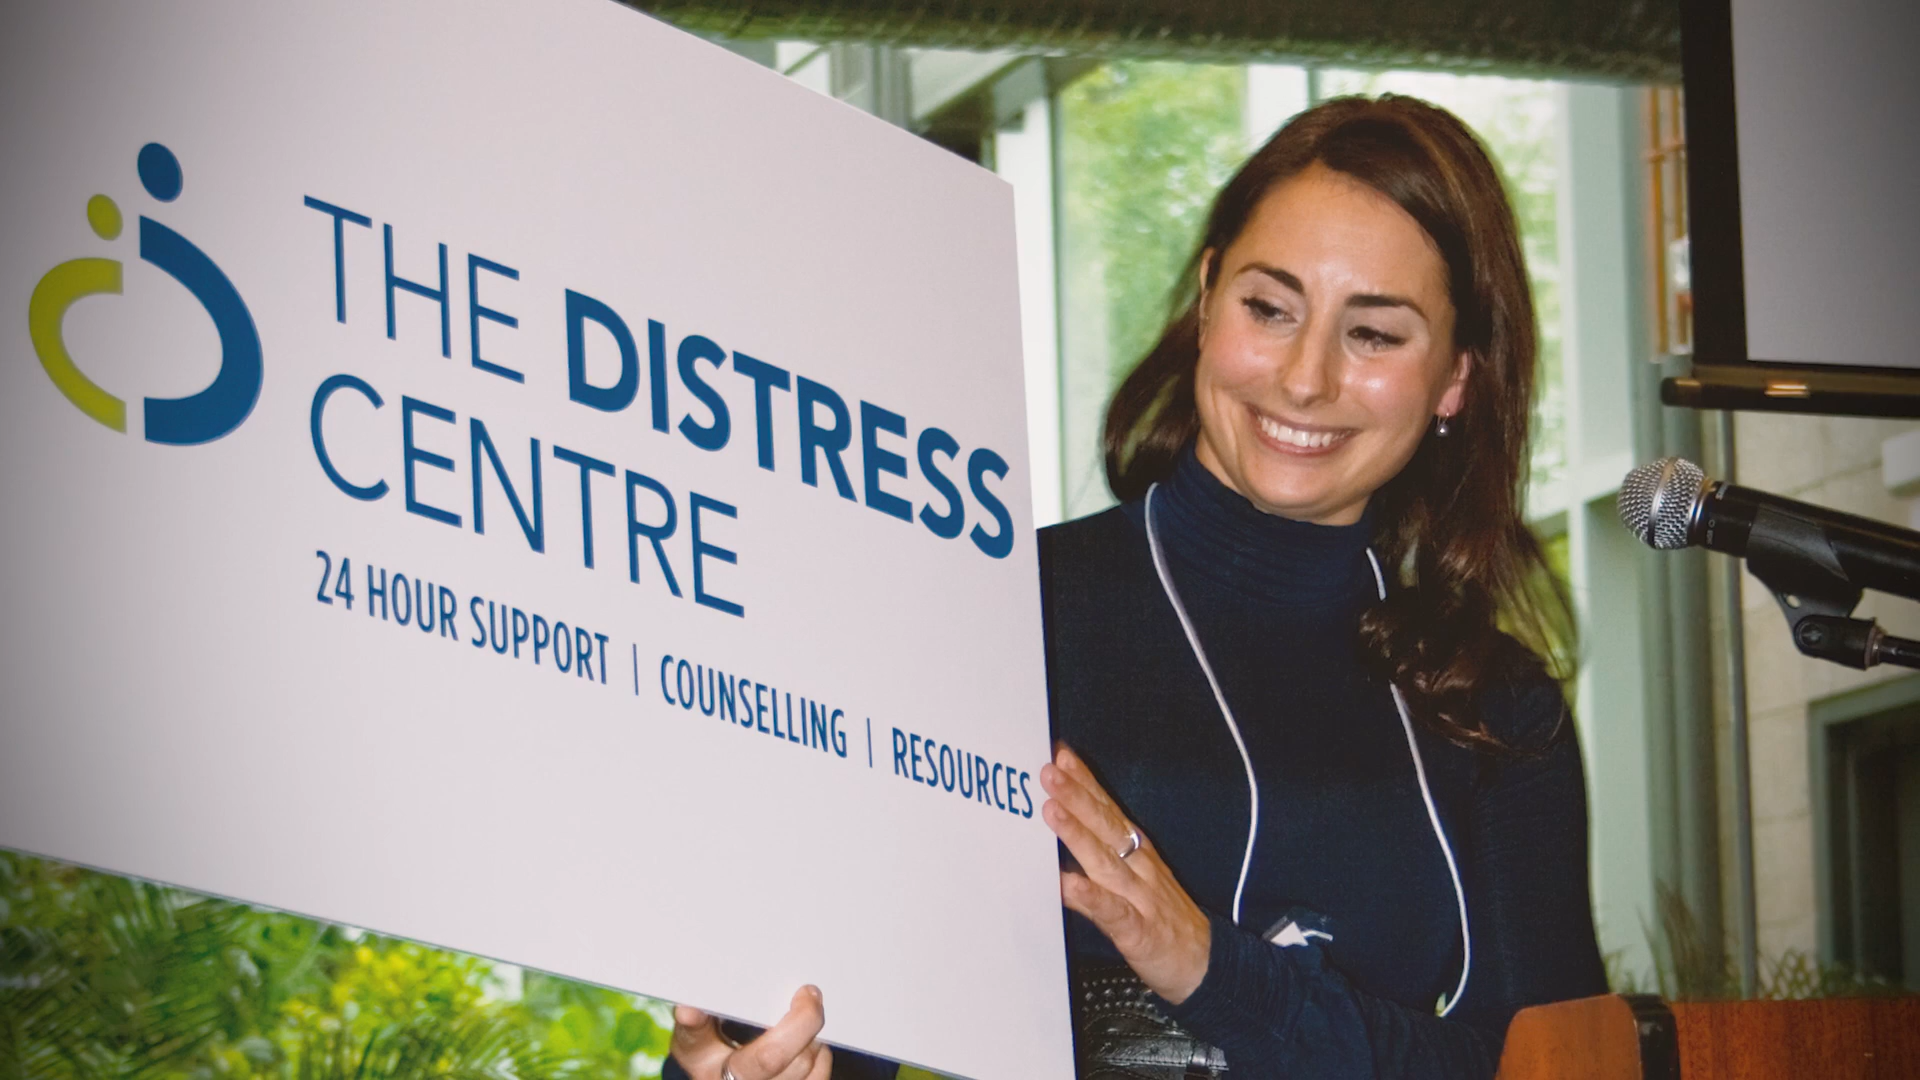 THE DISTRESS
CENTRE
24 HOUR SUPPORT | COUNSELLING | RESOURCES